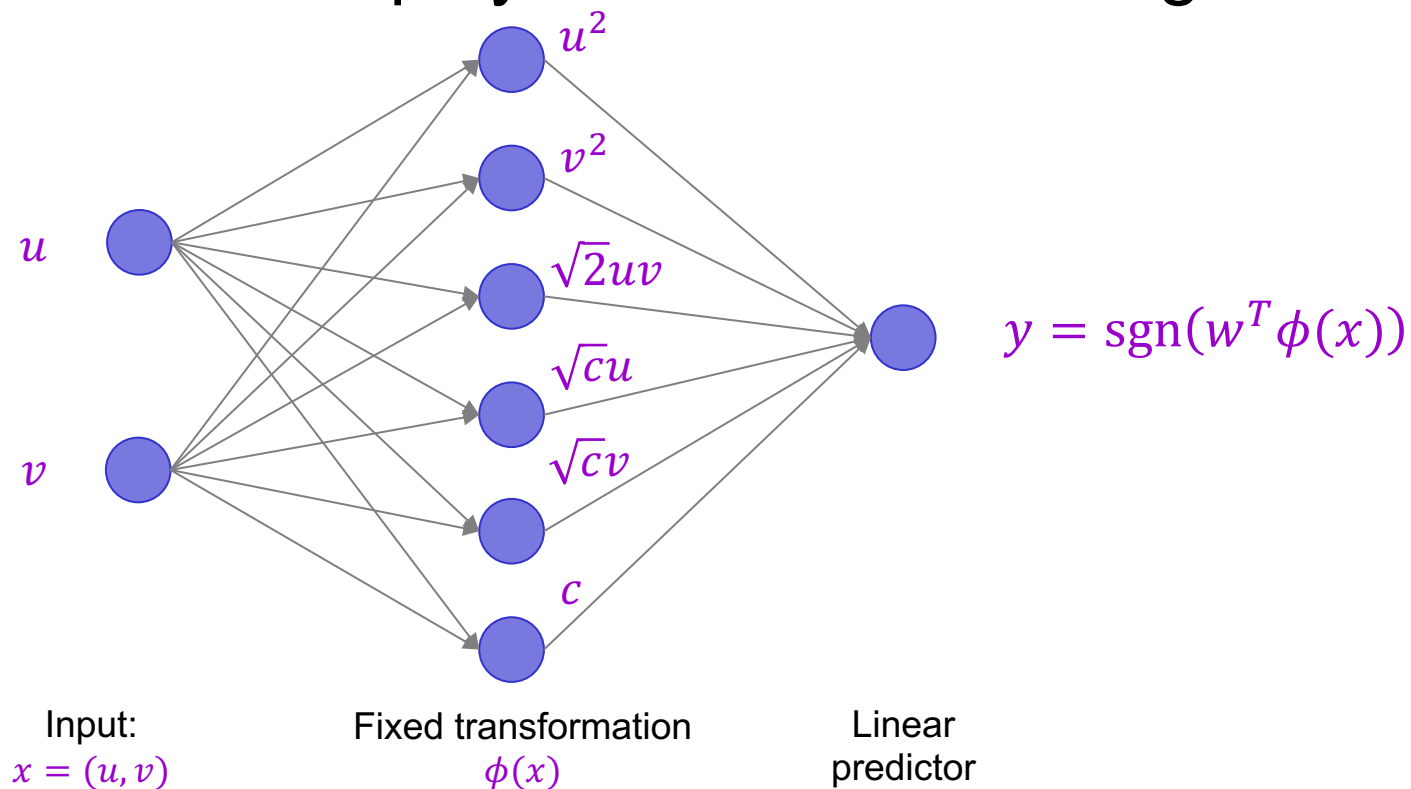 u²
v²
u
√2uv
√cu
v
√cv
c
y = sgn(wᵀϕ(x))
Input:
x = (u, v)
Fixed transformation
ϕ(x)
Linear
predictor